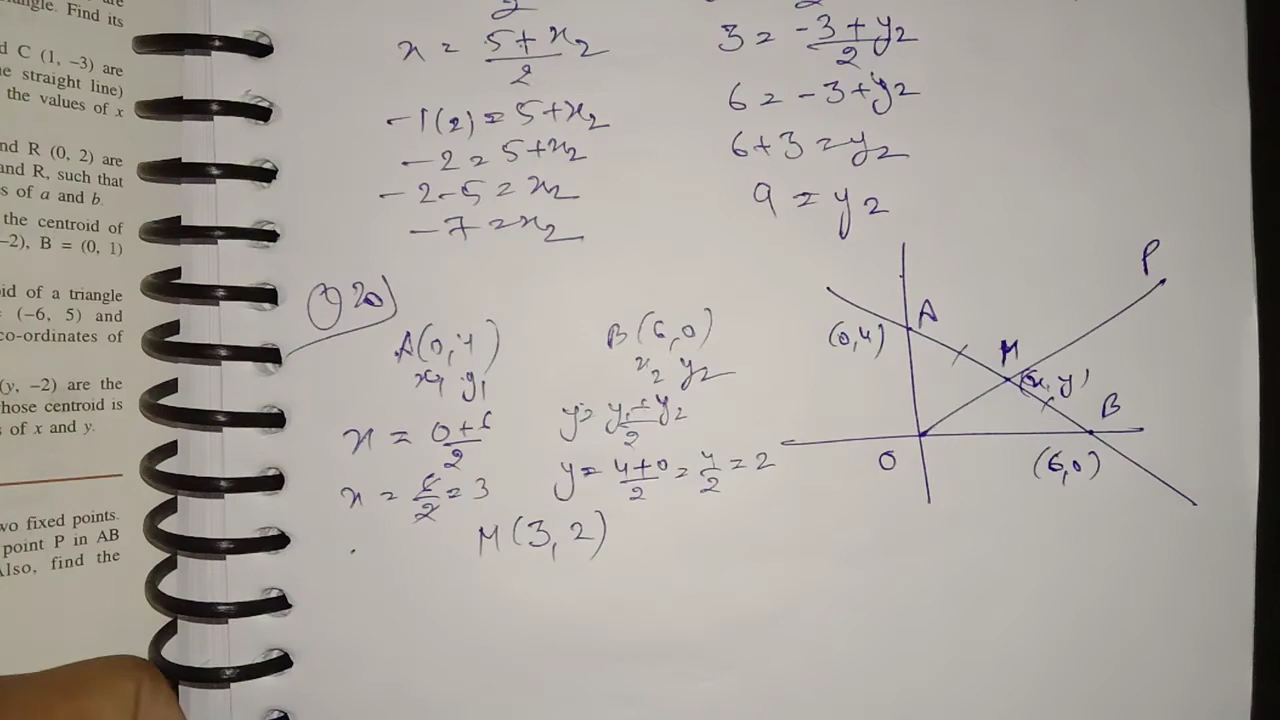 angle. Find its
d C (1, −3) are
e straight line)
the values of x
nd R (0, 2) are
and R, such that
s of a and b.
the centroid of
−2), B = (0, 1)
id of a triangle
= (−6, 5) and
co-ordinates of
(y, −2) are the
hose centroid is
of x and y.
wo fixed points.
point P in AB
Also, find the
2
x = 5+x2/2
-1(2) = 5+x2
-2 = 5+x2
-2-5 = x2
-7 = x2
3 = -3+y2/2
6 = -3+y2
6+3 = y2
9 = y2
Q20)
A(0,4)
x1 y1
B(6,0)
x2 y2
x = 0+6/2
x = 6/2 = 3
y = y1+y2/2
y = 4+0/2 = 4/2 = 2
M(3,2)
P
A
(0,4)
M
(x,y)
B
O
(6,0)